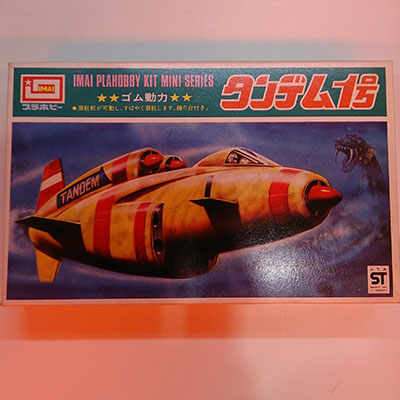 IMAI
プラホビー
IMAI PLAHOBBY KIT MINI SERIES
★★ゴム動力★★
タンデム1号
TANDEM
ST